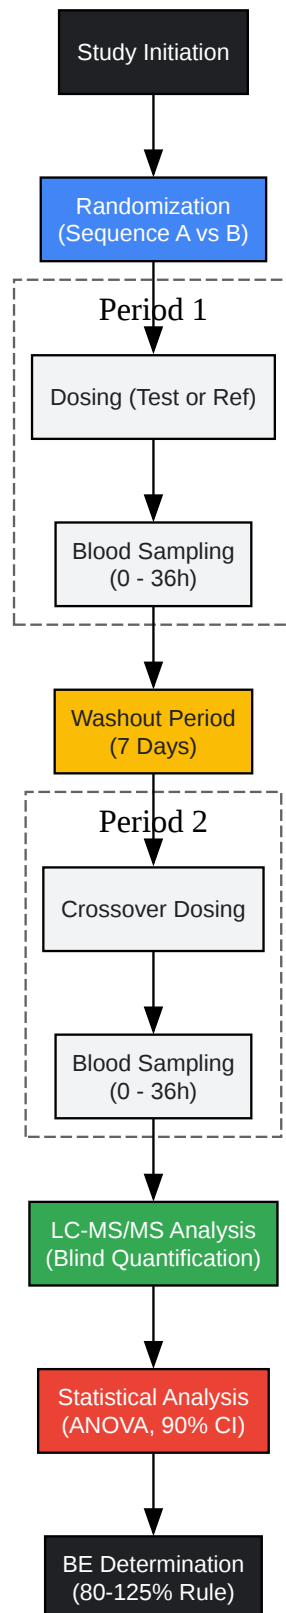 Study Initiation
Randomization
(Sequence A vs B)
Period 1
Dosing (Test or Ref)
Blood Sampling
(0 - 36h)
Washout Period
(7 Days)
Period 2
Crossover Dosing
Blood Sampling
(0 - 36h)
LC-MS/MS Analysis
(Blind Quantification)
Statistical Analysis
(ANOVA, 90% CI)
BE Determination
(80-125% Rule)